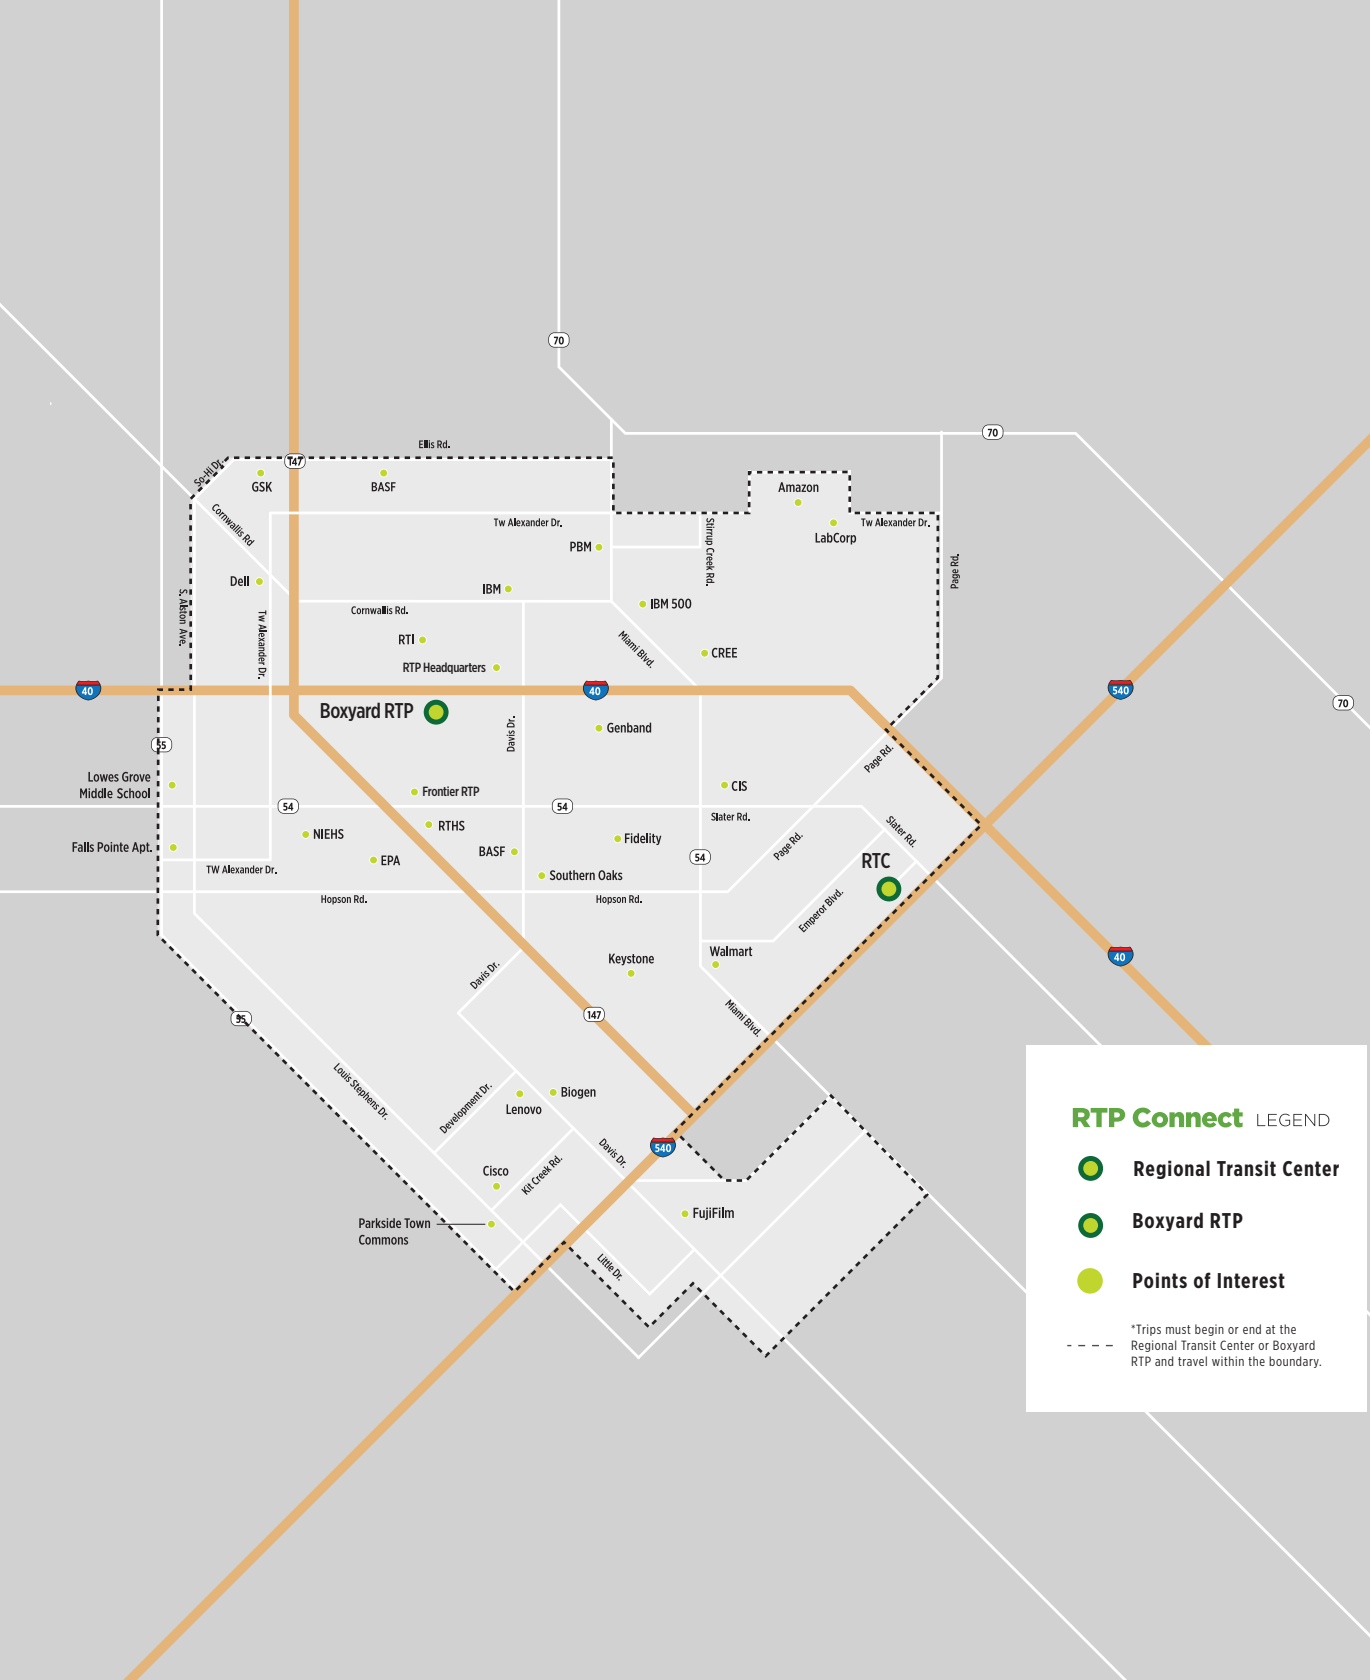 70
70
Ellis Rd.
147
So-Hi Dr.
GSK
BASF
Amazon
Cornwallis Rd
Tw Alexander Dr.
Stirrup Creek Rd.
LabCorp
Tw Alexander Dr.
PBM
Page Rd.
Dell
IBM
S. Alston Ave.
Tw Alexander Dr.
Cornwallis Rd.
IBM 500
RTI
Miami Blvd.
CREE
RTP Headquarters
40
40
540
70
Boxyard RTP
Davis Dr.
Genband
55
Page Rd.
Lowes Grove
Middle School
Frontier RTP
CIS
54
54
Slater Rd.
RTHS
NIEHS
Fidelity
Slater Rd.
Falls Pointe Apt.
BASF
Page Rd.
54
EPA
RTC
TW Alexander Dr.
Southern Oaks
Hopson Rd.
Hopson Rd.
Emperor Blvd.
Walmart
Keystone
40
Davis Dr.
147
Miami Blvd.
55
Louis Stephens Dr.
Development Dr.
Biogen
Lenovo
540
Davis Dr.
Cisco
Kit Creek Rd.
FujiFilm
Parkside Town
Commons
Little Dr.
RTP Connect LEGEND
Regional Transit Center
Boxyard RTP
Points of Interest
*Trips must begin or end at the
Regional Transit Center or Boxyard
RTP and travel within the boundary.